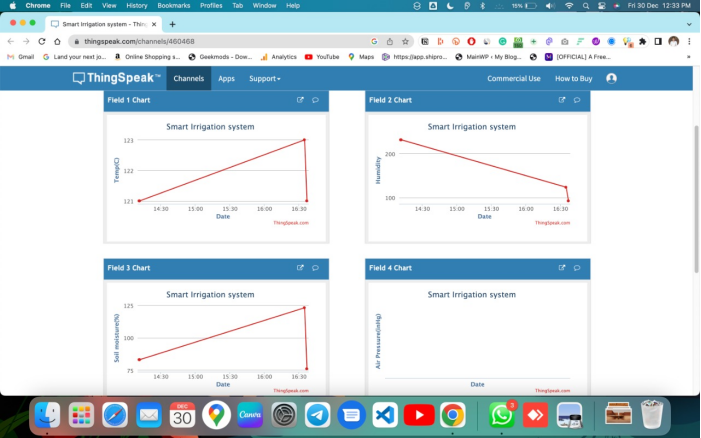 Chrome File Edit View History Bookmarks Profiles Tab Window Help
15%
Fri 30 Dec 12:33 PM
Smart Irrigation system - Thing
thingspeak.com/channels/460468
Gmail
G Land your next jo...
Online Shopping s...
Geekmods - Dow...
Analytics
YouTube
Maps
https://app.shipro...
MainWP ‹ My Blog...
[OFFICIAL] A Free...
»
ThingSpeak™ Channels Apps Support Commercial Use How to Buy
Field 1 Chart
Smart Irrigation system
Temp(C)
123
122
121
14:30 15:00 15:30 16:00 16:30
Date
ThingSpeak.com
Field 2 Chart
Smart Irrigation system
Humidity
200
100
14:30 15:00 15:30 16:00 16:30
Date
ThingSpeak.com
Field 3 Chart
Smart Irrigation system
Soil moisture(%)
125
100
75
14:30 15:00 15:30 16:00 16:30
Date
ThingSpeak.com
Field 4 Chart
Smart Irrigation system
Air Pressure(inHg)
Date
ThingSpeak.com
DEC
30
Canva
3